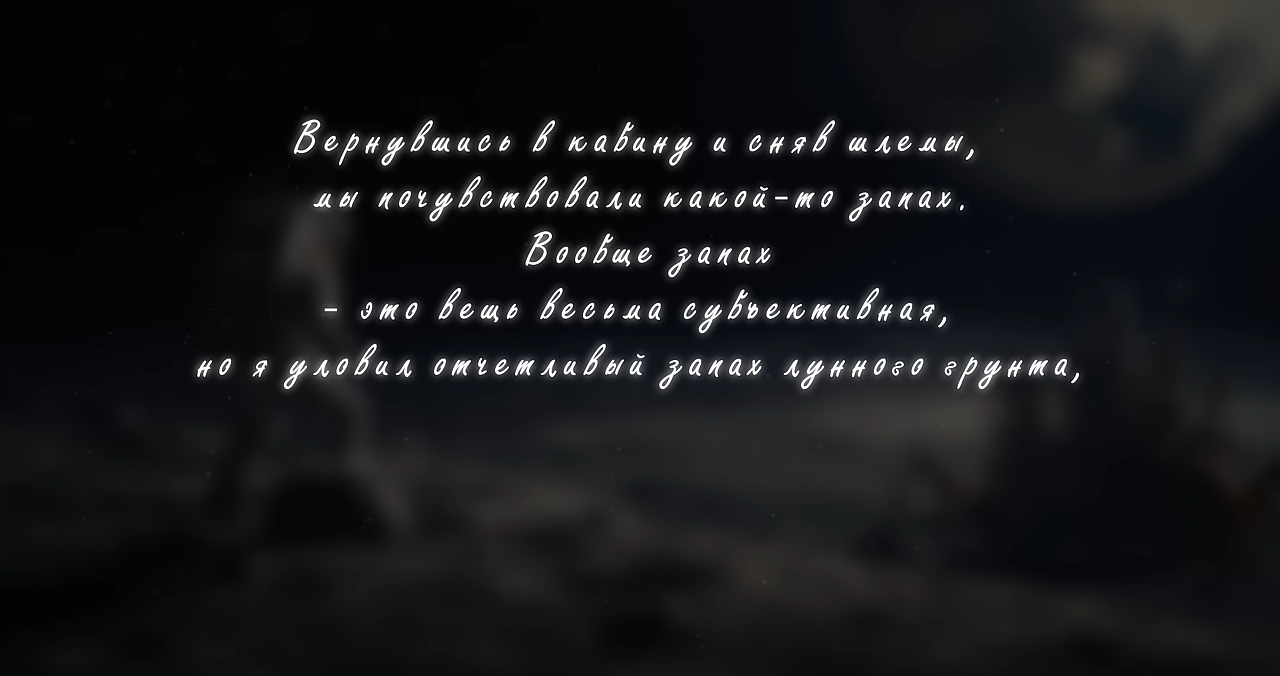 Вернувшись в кабину и сняв шлемы,
мы почувствовали какой-то запах.
Вообще запах
- это вещь весьма субъективная,
но я уловил отчетливый запах лунного грунта,